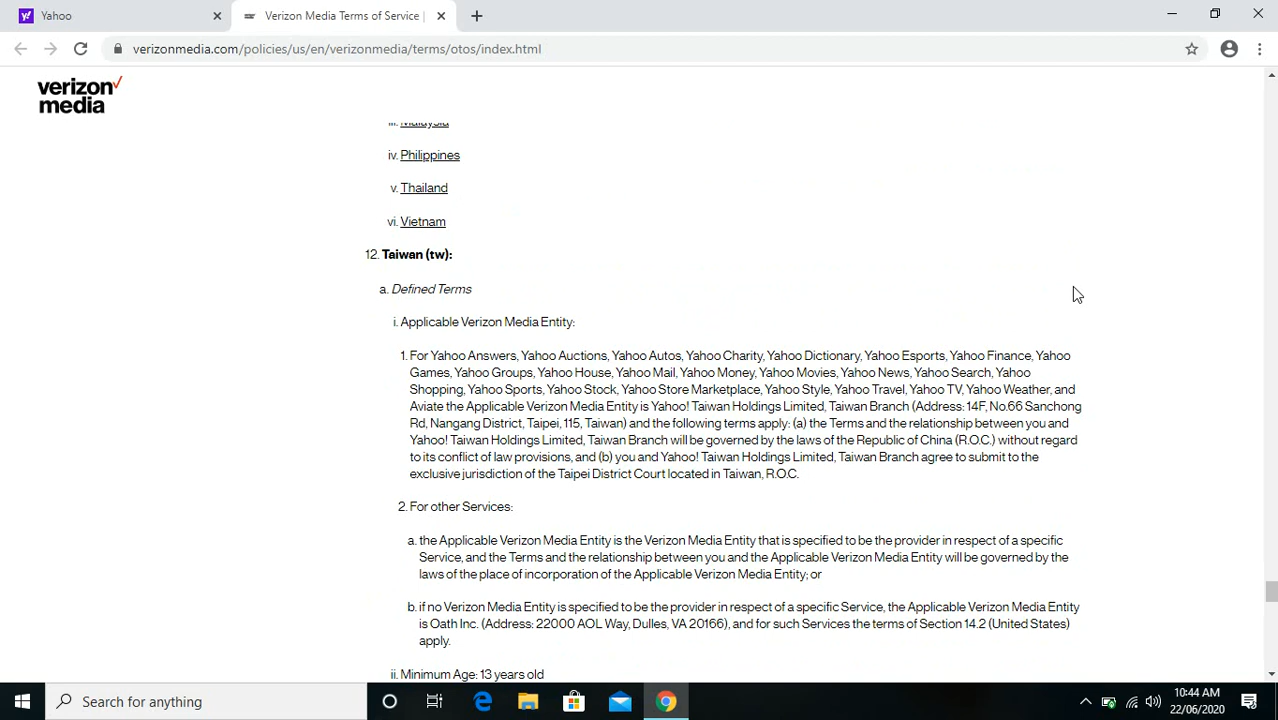 Yahoo
Verizon Media Terms of Service |
verizonmedia.com/policies/us/en/verizonmedia/terms/otos/index.html
verizon
media
iii. Malaysia
iv. Philippines
v. Thailand
vi. Vietnam
12. Taiwan (tw):
a. Defined Terms
i. Applicable Verizon Media Entity:
1. For Yahoo Answers, Yahoo Auctions, Yahoo Autos, Yahoo Charity, Yahoo Dictionary, Yahoo Esports, Yahoo Finance, Yahoo
Games, Yahoo Groups, Yahoo House, Yahoo Mail, Yahoo Money, Yahoo Movies, Yahoo News, Yahoo Search, Yahoo
Shopping, Yahoo Sports, Yahoo Stock, Yahoo Store Marketplace, Yahoo Style, Yahoo Travel, Yahoo TV, Yahoo Weather, and
Aviate the Applicable Verizon Media Entity is Yahoo! Taiwan Holdings Limited, Taiwan Branch (Address: 14F, No.66 Sanchong
Rd, Nangang District, Taipei, 115, Taiwan) and the following terms apply: (a) the Terms and the relationship between you and
Yahoo! Taiwan Holdings Limited, Taiwan Branch will be governed by the laws of the Republic of China (R.O.C.) without regard
to its conflict of law provisions, and (b) you and Yahoo! Taiwan Holdings Limited, Taiwan Branch agree to submit to the
exclusive jurisdiction of the Taipei District Court located in Taiwan, R.O.C.
2. For other Services:
a. the Applicable Verizon Media Entity is the Verizon Media Entity that is specified to be the provider in respect of a specific
Service, and the Terms and the relationship between you and the Applicable Verizon Media Entity will be governed by the
laws of the place of incorporation of the Applicable Verizon Media Entity; or
b. if no Verizon Media Entity is specified to be the provider in respect of a specific Service, the Applicable Verizon Media Entity
is Oath Inc. (Address: 22000 AOL Way, Dulles, VA 20166), and for such Services the terms of Section 14.2 (United States)
apply.
ii. Minimum Age: 13 years old
Search for anything
10:44 AM
22/06/2020